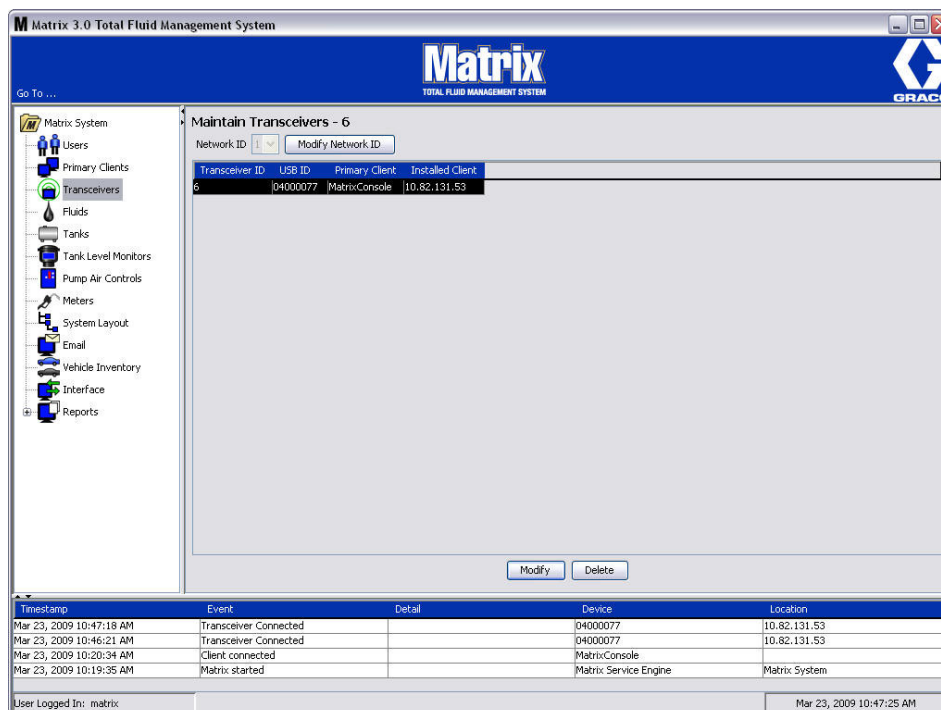 M Matrix 3.0 Total Fluid Management System
Matrix
TOTAL FLUID MANAGEMENT SYSTEM
Go To ...
GRACO
Matrix System
Users
Primary Clients
Transceivers
Fluids
Tanks
Tank Level Monitors
Pump Air Controls
Meters
System Layout
Email
Vehicle Inventory
Interface
Reports
Maintain Transceivers - 6
Network ID 1 Modify Network ID
Transceiver ID USB ID Primary Client Installed Client
6 04000077 MatrixConsole 10.82.131.53
Modify Delete
Timestamp Event Detail Device Location
Mar 23, 2009 10:47:18 AM Transceiver Connected 04000077 10.82.131.53
Mar 23, 2009 10:46:21 AM Transceiver Connected 04000077 10.82.131.53
Mar 23, 2009 10:20:34 AM Client connected MatrixConsole
Mar 23, 2009 10:19:35 AM Matrix started Matrix Service Engine Matrix System
User Logged In: matrix Mar 23, 2009 10:47:25 AM